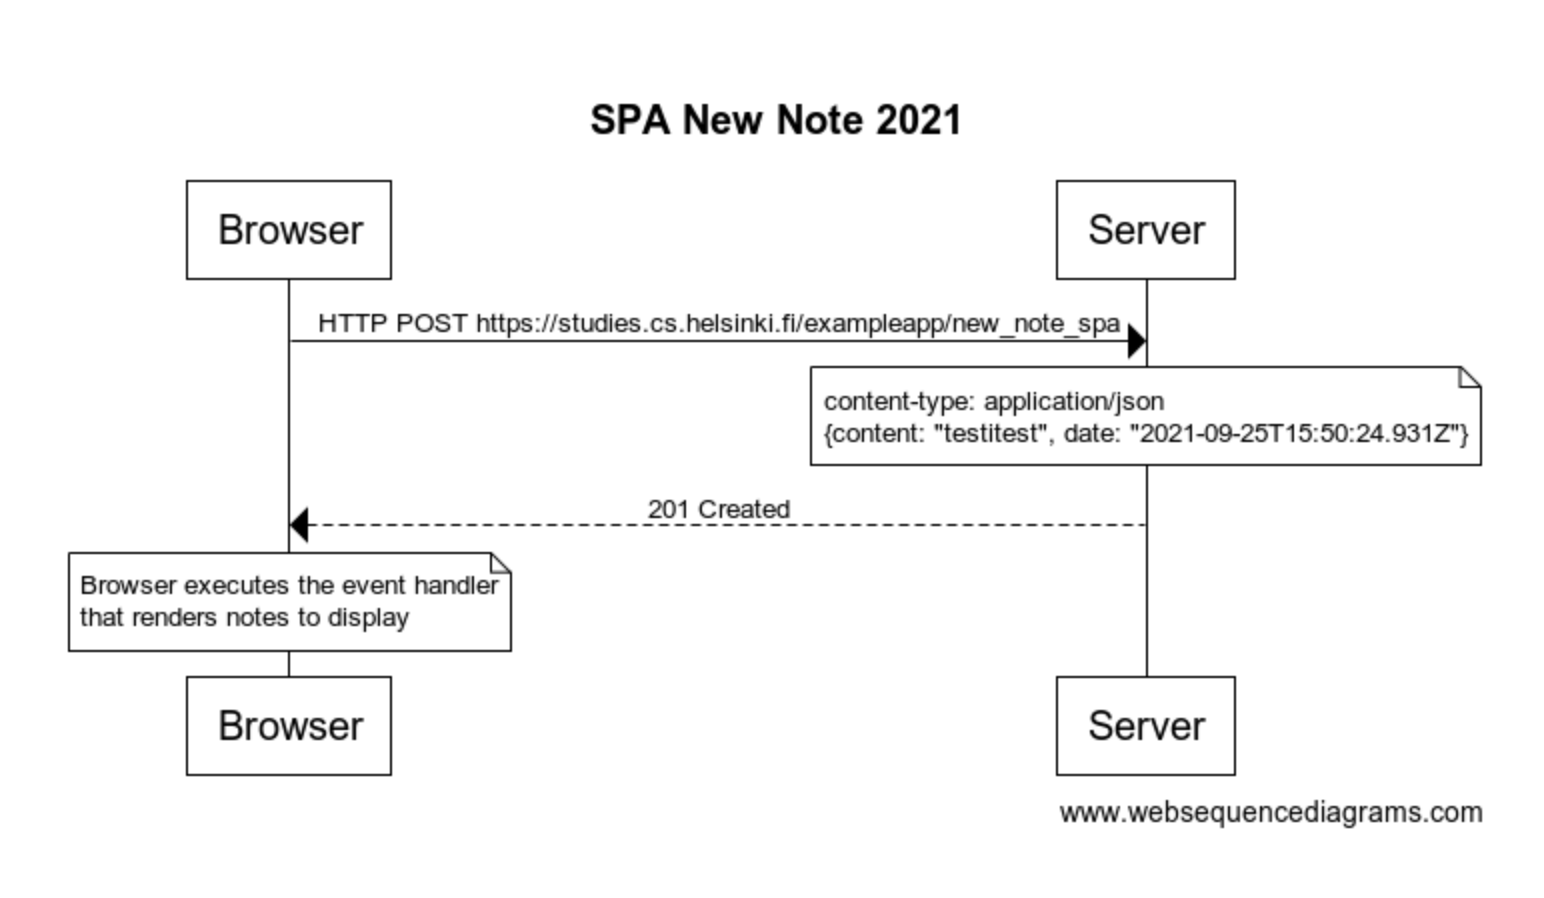 SPA New Note 2021
Browser
Server
HTTP POST https://studies.cs.helsinki.fi/exampleapp/new_note_spa
content-type: application/json
{content: "testitest", date: "2021-09-25T15:50:24.931Z"}
201 Created
Browser executes the event handler
that renders notes to display
Browser
Server
www.websequencediagrams.com